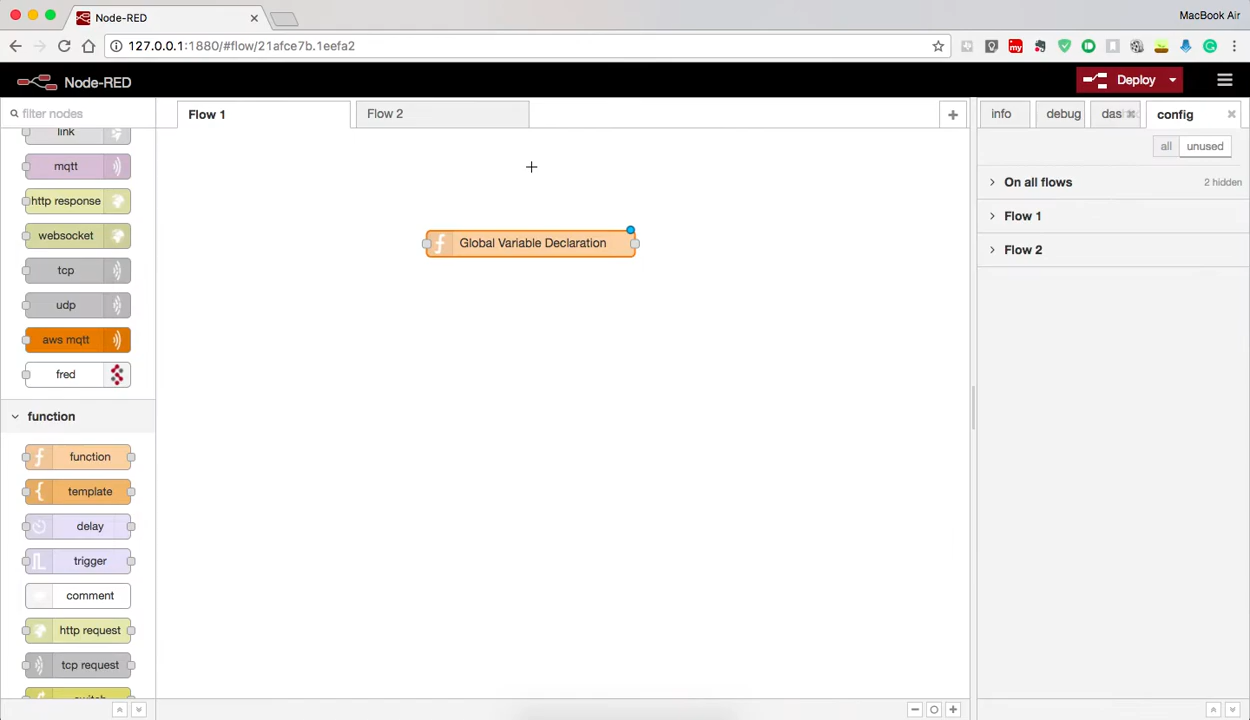 Node-RED
MacBook Air
127.0.0.1:1880/#flow/21afce7b.1eefa2
my
Node-RED
Deploy
filter nodes
Flow 1
Flow 2
info
debug
das
config
all
unused
link
mqtt
http response
websocket
tcp
udp
aws mqtt
fred
function
function
template
delay
trigger
comment
http request
tcp request
switch
Global Variable Declaration
On all flows
2 hidden
Flow 1
Flow 2